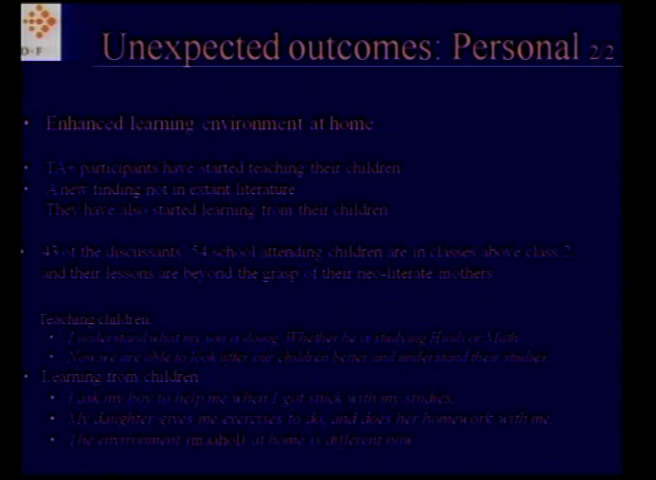 Unexpected outcomes: Personal 2/2
• Enhanced learning environment at home
• TA+ participants have started teaching their children
• A new finding not in extant literature
They have also started learning from their children
• 43 of the discussants' 54 school attending children are in classes above class 2,
and their lessons are beyond the grasp of their neo-literate mothers
Teaching children
• I understand what my son is doing. Whether he is studying Hindi or Math
• Now we are able to look after our children better and understand their studies
• Learning from children
• I ask my boy to help me when I got stuck with my studies.
• My daughter gives me exercises to do, and does her homework with me.
• The environment (maahol) at home is different now.